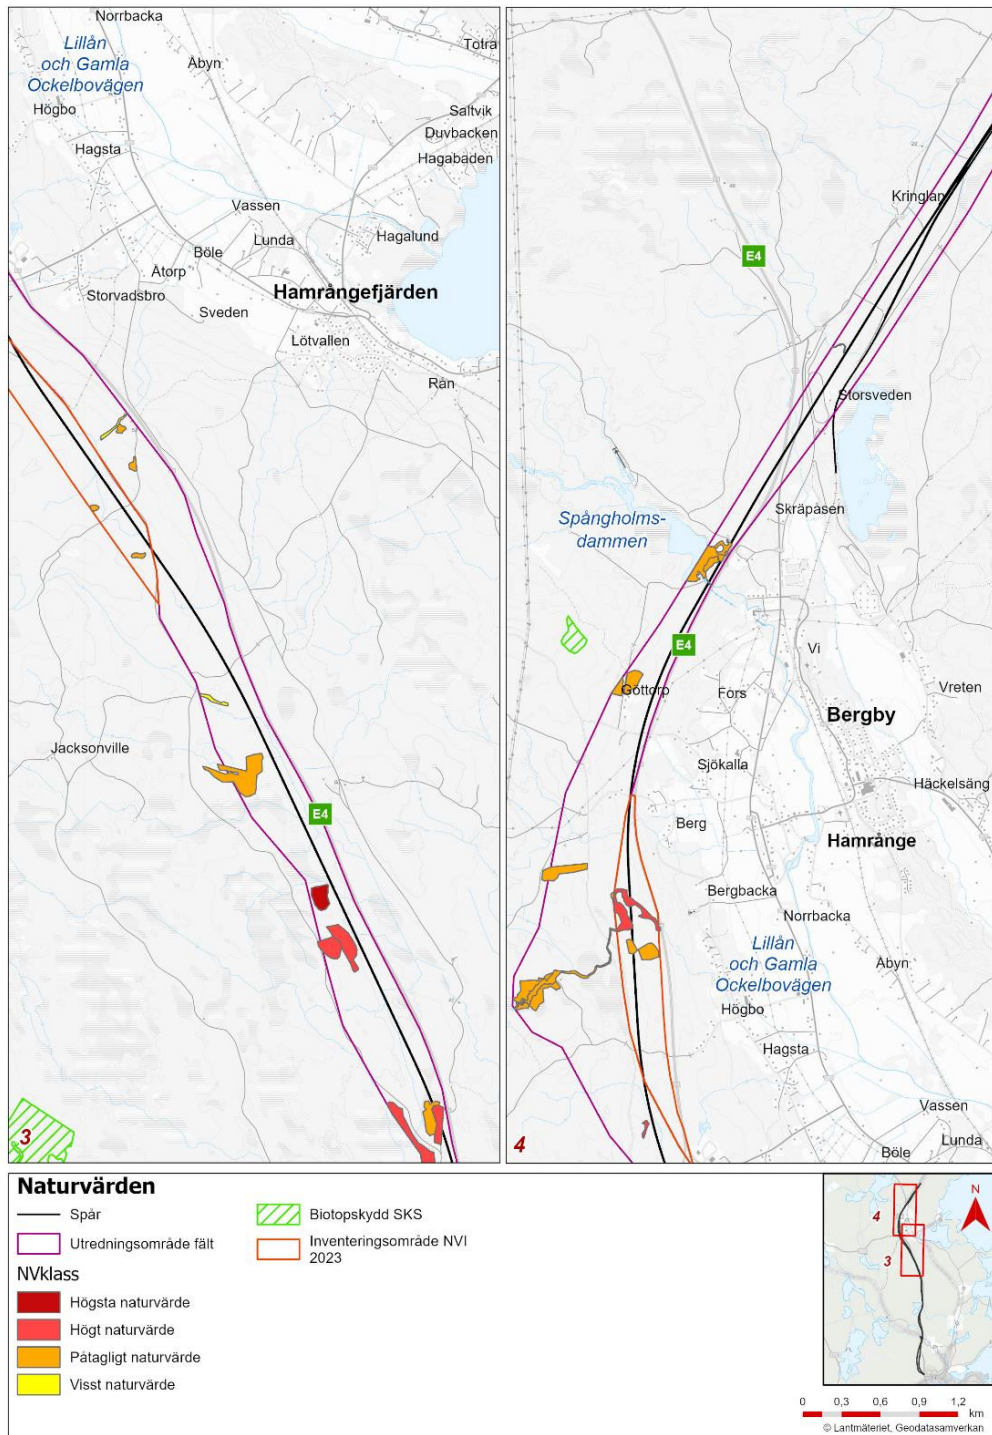 Norrbacka
Lillån
och Gamla
Ockelbovägen
Totra
Åbyn
Högbo
Saltvik
Duvbacken
Hagsta
Hagabaden
Vassen
Lunda
Hagalund
Böle
Åtorp
Hamrångefjärden
Storvadsbro
Sveden
Lötvallen
Rån
Jacksonville
E4
3
Kringlan
E4
Storsveden
Skräpåsen
Spångholms-
dammen
E4
Vi
Göttorp
Fors
Vreten
Bergby
Sjökalla
Häckelsäng
Berg
Hamrånge
Bergbacka
Norrbacka
Lillån
och Gamla
Ockelbovägen
Åbyn
Högbo
Hagsta
Vassen
Lunda
Böle
4
Naturvärden
Spår
Utredningsområde fält
Biotopskydd SKS
Inventeringsområde NVI
2023
NVklass
Högsta naturvärde
Högt naturvärde
Påtagligt naturvärde
Visst naturvärde
N
4
3
0 0,3 0,6 0,9 1,2
km
© Lantmäteriet, Geodatasamverkan